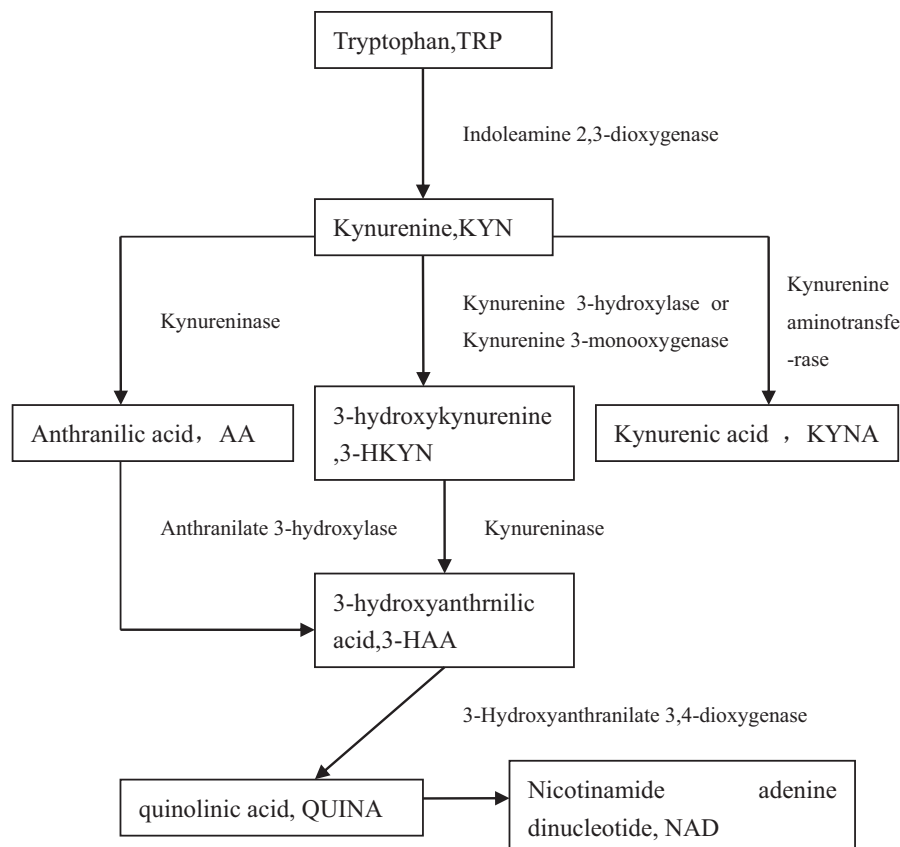 Tryptophan,TRP
Indoleamine 2,3-dioxygenase
Kynurenine,KYN
Kynureninase
Kynurenine 3-hydroxylase or
Kynurenine 3-monooxygenase
Kynurenine
aminotransfe
-rase
Anthranilic acid，AA
3-hydroxykynurenine
,3-HKYN
Kynurenic acid ，KYNA
Anthranilate 3-hydroxylase
Kynureninase
3-hydroxyanthrnilic
acid,3-HAA
3-Hydroxyanthranilate 3,4-dioxygenase
quinolinic acid, QUINA
Nicotinamide adenine
dinucleotide, NAD